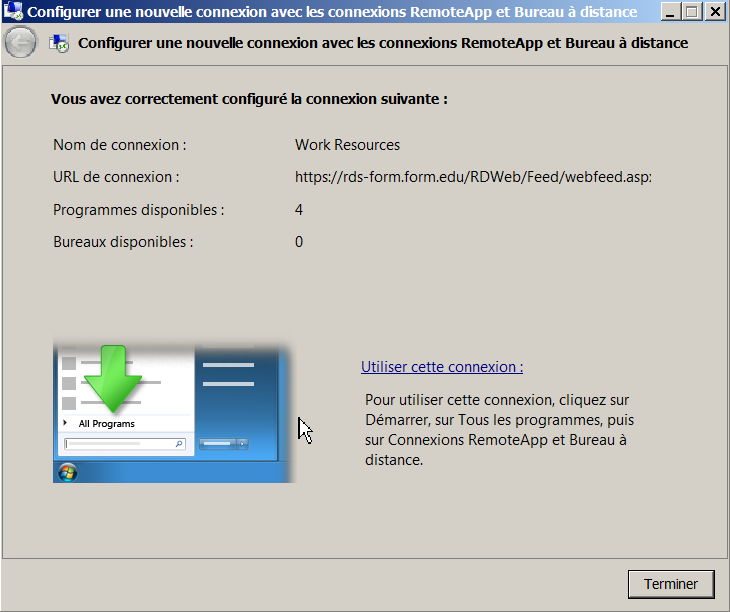 Configurer une nouvelle connexion avec les connexions RemoteApp et Bureau à distance
Configurer une nouvelle connexion avec les connexions RemoteApp et Bureau à distance
Vous avez correctement configuré la connexion suivante :
Nom de connexion : Work Resources
URL de connexion : https://rds-form.form.edu/RDWeb/Feed/webfeed.asp:
Programmes disponibles : 4
Bureaux disponibles : 0
All Programs
Utiliser cette connexion :
Pour utiliser cette connexion, cliquez sur
Démarrer, sur Tous les programmes, puis
sur Connexions RemoteApp et Bureau à
distance.
Terminer